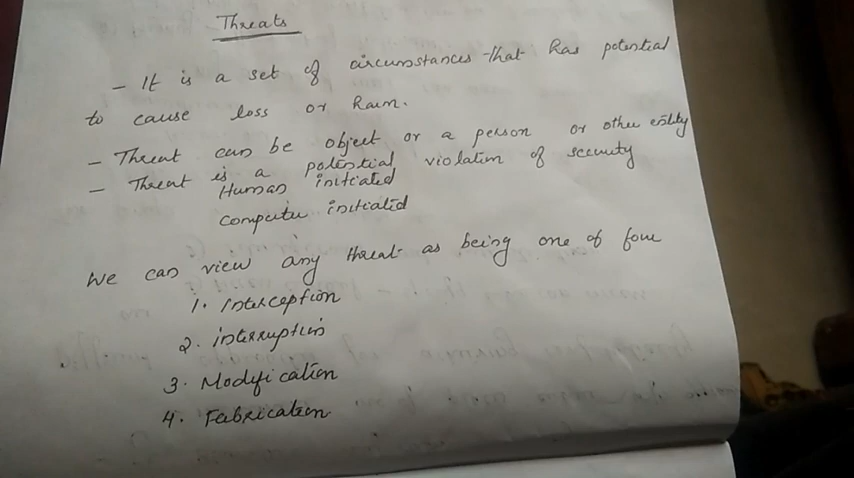 Threats
- It is a set of circumstances that has potential
to cause loss or harm.
- Threat can be object or a person or other entity
- Threat is a potential violation of security
Human initiated
computer initiated
We can view any threat as being one of four
1. Interception
2. interruption
3. Modification
4. Fabrication